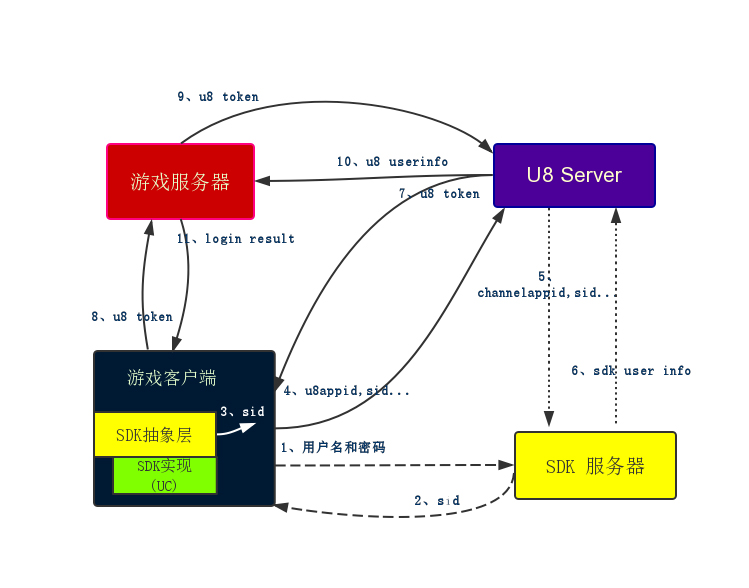 9、u8 token
10、u8 userinfo
游戏服务器
U8 Server
7、u8 token
11、login result
5、
channelappid,sid...
8、u8 token
6、sdk user info
游戏客户端
4、u8appid,sid...
3、sid
SDK抽象层
1、用户名和密码
SDK实现
(UC)
SDK 服务器
2、sid